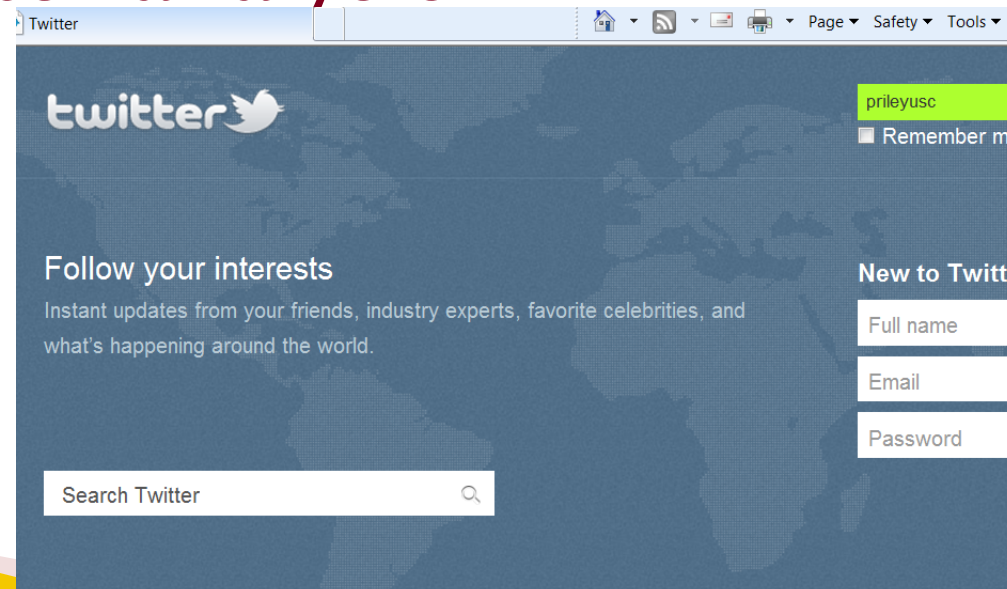 Twitter
Page Safety Tools
twitter
prileyusc
Remember m
Follow your interests
Instant updates from your friends, industry experts, favorite celebrities, and
what's happening around the world.
New to Twitt
Full name
Email
Password
Search Twitter